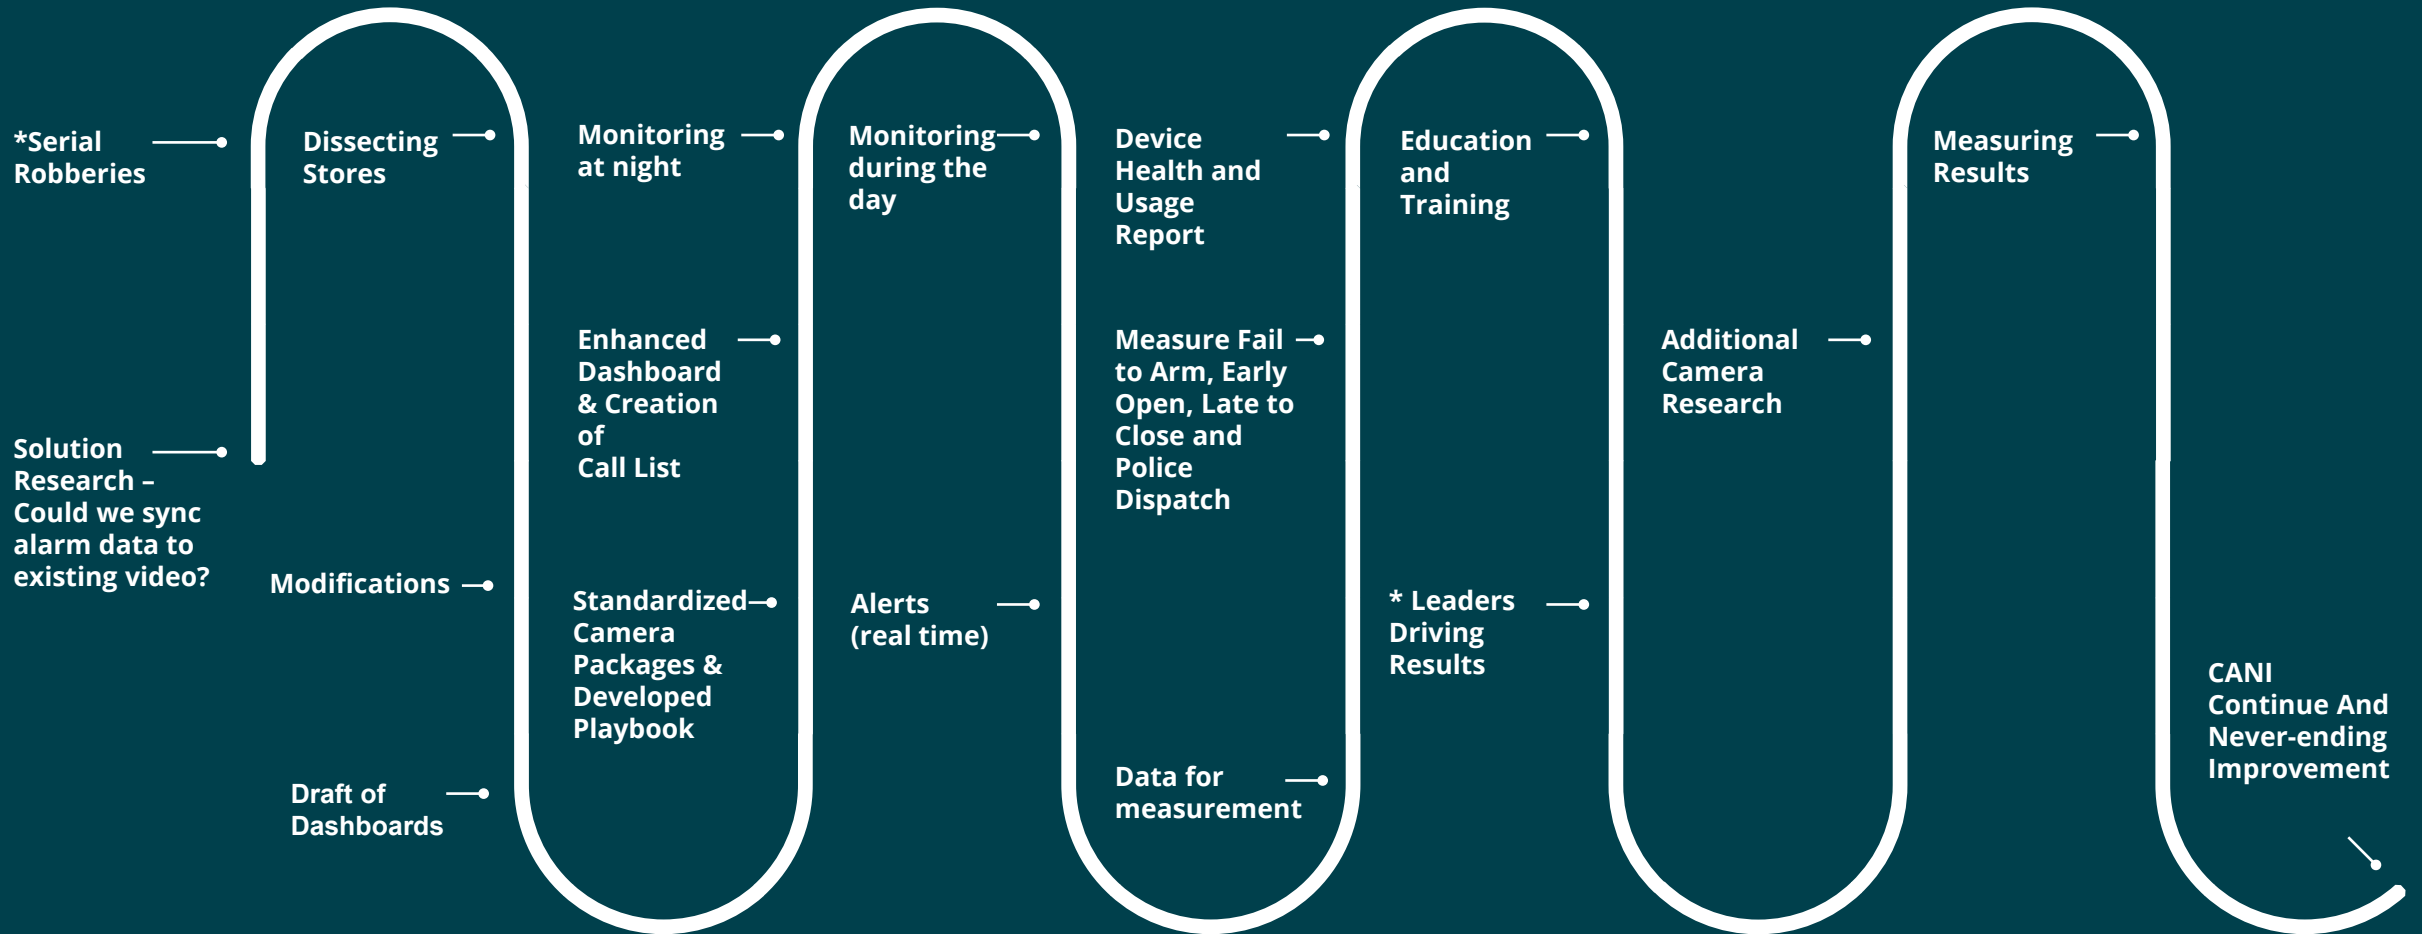 *Serial
Robberies
Solution
Research –
Could we sync
alarm data to
existing video?
Dissecting
Stores
Modifications
Draft of
Dashboards
Monitoring
at night
Enhanced
Dashboard
& Creation
of
Call List
Standardized
Camera
Packages &
Developed
Playbook
Monitoring
during the
day
Alerts
(real time)
Device
Health and
Usage
Report
Measure Fail
to Arm, Early
Open, Late to
Close and
Police
Dispatch
Data for
measurement
Education
and
Training
* Leaders
Driving
Results
Additional
Camera
Research
Measuring
Results
CANI
Continue And
Never-ending
Improvement